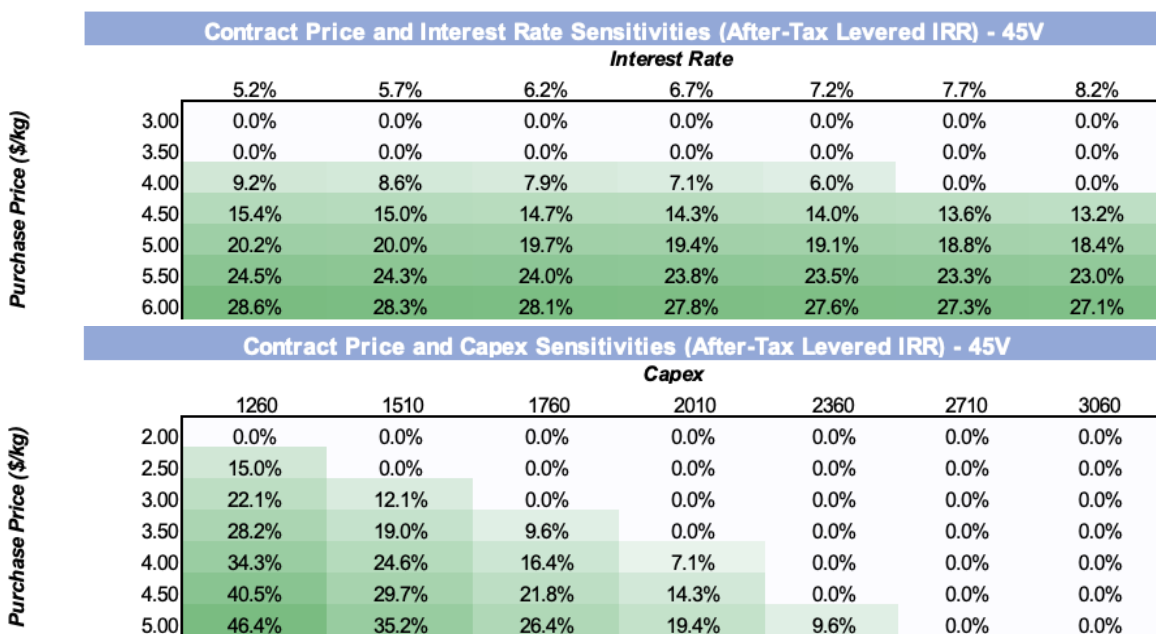 Contract Price and Interest Rate Sensitivities (After-Tax Levered IRR) - 45V
Interest Rate
5.2% 5.7% 6.2% 6.7% 7.2% 7.7% 8.2%
Purchase Price ($/kg)
3.00 0.0% 0.0% 0.0% 0.0% 0.0% 0.0% 0.0%
3.50 0.0% 0.0% 0.0% 0.0% 0.0% 0.0% 0.0%
4.00 9.2% 8.6% 7.9% 7.1% 6.0% 0.0% 0.0%
4.50 15.4% 15.0% 14.7% 14.3% 14.0% 13.6% 13.2%
5.00 20.2% 20.0% 19.7% 19.4% 19.1% 18.8% 18.4%
5.50 24.5% 24.3% 24.0% 23.8% 23.5% 23.3% 23.0%
6.00 28.6% 28.3% 28.1% 27.8% 27.6% 27.3% 27.1%
Contract Price and Capex Sensitivities (After-Tax Levered IRR) - 45V
Capex
1260 1510 1760 2010 2360 2710 3060
Purchase Price ($/kg)
2.00 0.0% 0.0% 0.0% 0.0% 0.0% 0.0% 0.0%
2.50 15.0% 0.0% 0.0% 0.0% 0.0% 0.0% 0.0%
3.00 22.1% 12.1% 0.0% 0.0% 0.0% 0.0% 0.0%
3.50 28.2% 19.0% 9.6% 0.0% 0.0% 0.0% 0.0%
4.00 34.3% 24.6% 16.4% 7.1% 0.0% 0.0% 0.0%
4.50 40.5% 29.7% 21.8% 14.3% 0.0% 0.0% 0.0%
5.00 46.4% 35.2% 26.4% 19.4% 9.6% 0.0% 0.0%